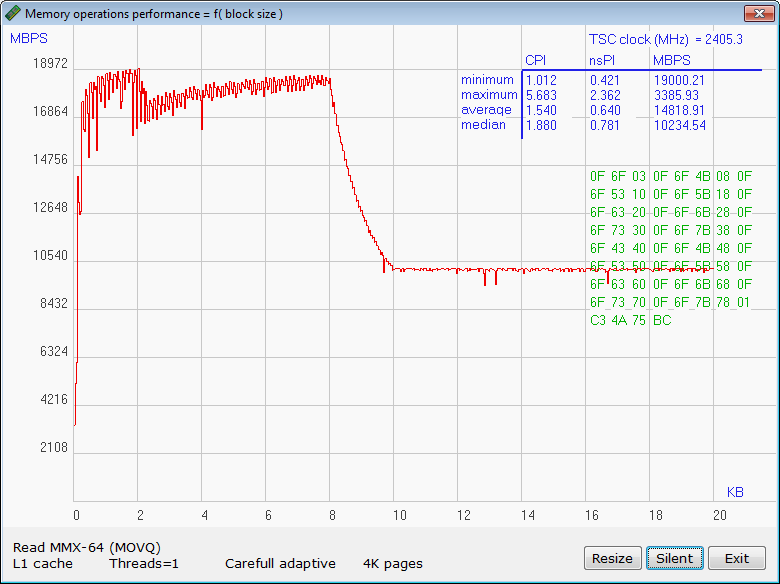 Memory operations performance = f( block size )
MBPS
TSC clock (MHz) = 2405.3
CPI nsPI MBPS
minimum 1.012 0.421 19000.21
maximum 5.683 2.362 3385.93
average 1.540 0.640 14818.91
median 1.880 0.781 10234.54
18972
16864
14756
12648
10540
8432
6324
4216
2108
0F 6F 03 0F 6F 4B 08 0F
6F 53 10 0F 6F 5B 18 0F
6F 63 20 0F 6F 6B 28 0F
6F 73 30 0F 6F 7B 38 0F
6F 43 40 0F 6F 4B 48 0F
6F 53 50 0F 6F 5B 58 0F
6F 63 60 0F 6F 6B 68 0F
6F 73 70 0F 6F 7B 78 01
C3 4A 75 BC
KB
0 2 4 6 8 10 12 14 16 18 20
Read MMX-64 (MOVQ)
L1 cache Threads=1 Carefull adaptive 4K pages
Resize Silent Exit